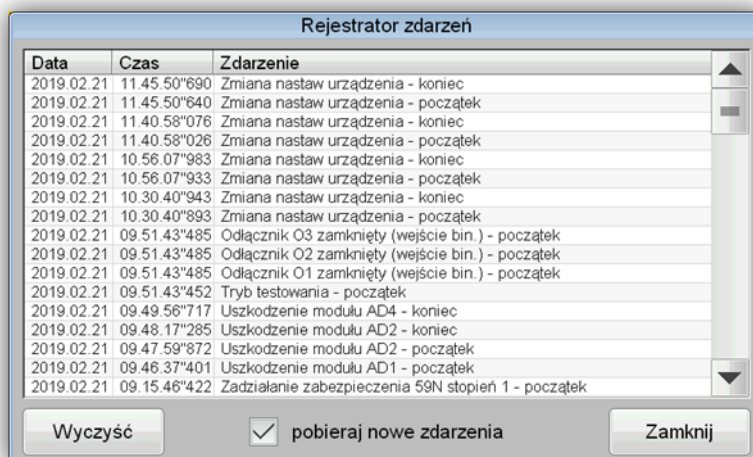 Rejestrator zdarzeń
Data Czas Zdarzenie
2019.02.21 11.45.50"690 Zmiana nastaw urządzenia - koniec
2019.02.21 11.45.50"640 Zmiana nastaw urządzenia - początek
2019.02.21 11.40.58"076 Zmiana nastaw urządzenia - koniec
2019.02.21 11.40.58"026 Zmiana nastaw urządzenia - początek
2019.02.21 10.56.07"983 Zmiana nastaw urządzenia - koniec
2019.02.21 10.56.07"933 Zmiana nastaw urządzenia - początek
2019.02.21 10.30.40"943 Zmiana nastaw urządzenia - koniec
2019.02.21 10.30.40"893 Zmiana nastaw urządzenia - początek
2019.02.21 09.51.43"485 Odłącznik O3 zamknięty (wejście bin.) - początek
2019.02.21 09.51.43"485 Odłącznik O2 zamknięty (wejście bin.) - początek
2019.02.21 09.51.43"485 Odłącznik O1 zamknięty (wejście bin.) - początek
2019.02.21 09.51.43"452 Tryb testowania - początek
2019.02.21 09.49.56"717 Uszkodzenie modułu AD4 - koniec
2019.02.21 09.48.17"285 Uszkodzenie modułu AD2 - koniec
2019.02.21 09.47.59"872 Uszkodzenie modułu AD2 - początek
2019.02.21 09.46.37"401 Uszkodzenie modułu AD1 - początek
2019.02.21 09.15.46"422 Zadziałanie zabezpieczenia 59N stopień 1 - początek
Wyczyść pobieraj nowe zdarzenia Zamknij